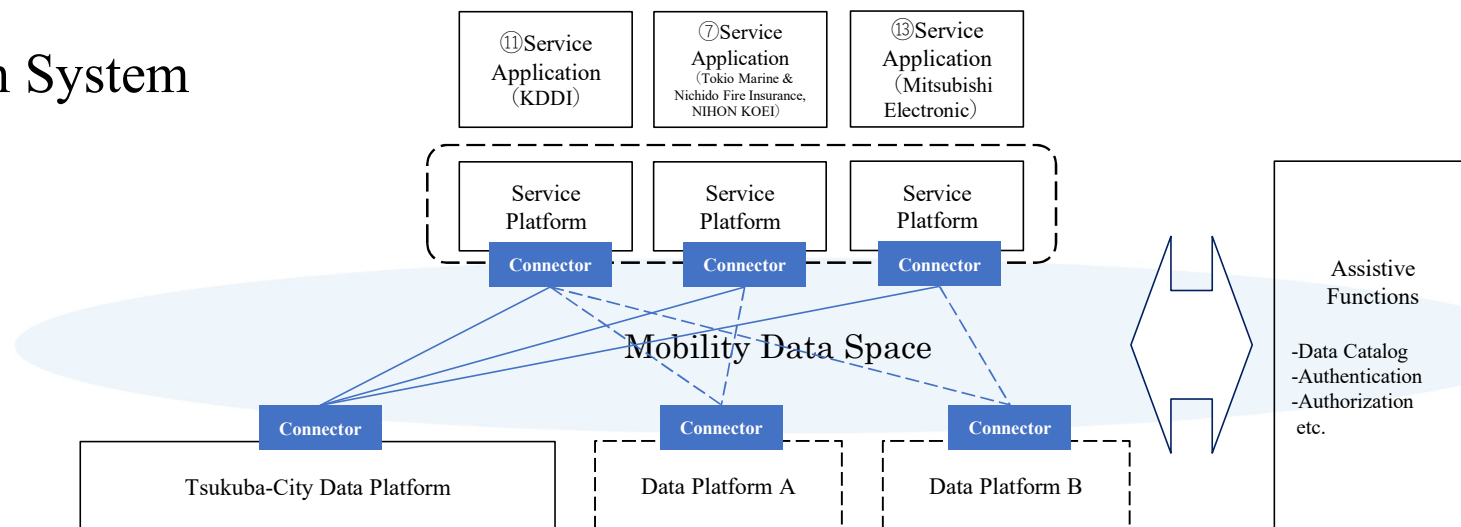 n System
⑪Service
Application
（KDDI）
⑦Service
Application
（Tokio Marine &
Nichido Fire Insurance,
NIHON KOEI）
⑬Service
Application
（Mitsubishi
Electronic）
Service
Platform
Service
Platform
Service
Platform
Connector
Connector
Connector
Mobility Data Space
Connector
Connector
Connector
Tsukuba-City Data Platform
Data Platform A
Data Platform B
Assistive
Functions
-Data Catalog
-Authentication
-Authorization
etc.